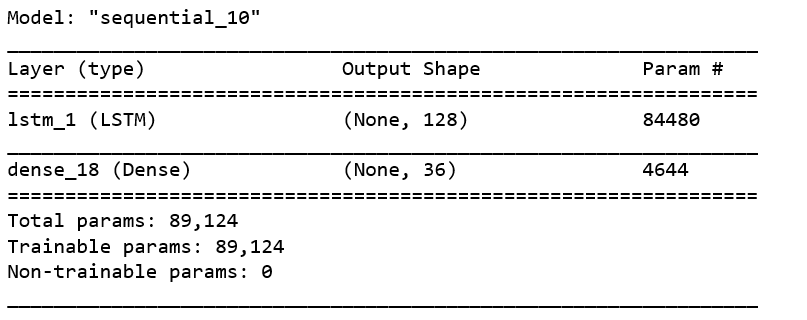 Model: "sequential_10"
_________________________________________________________________
Layer (type)                 Output Shape              Param #
=================================================================
lstm_1 (LSTM)                (None, 128)               84480
_________________________________________________________________
dense_18 (Dense)             (None, 36)                4644
=================================================================
Total params: 89,124
Trainable params: 89,124
Non-trainable params: 0
_________________________________________________________________